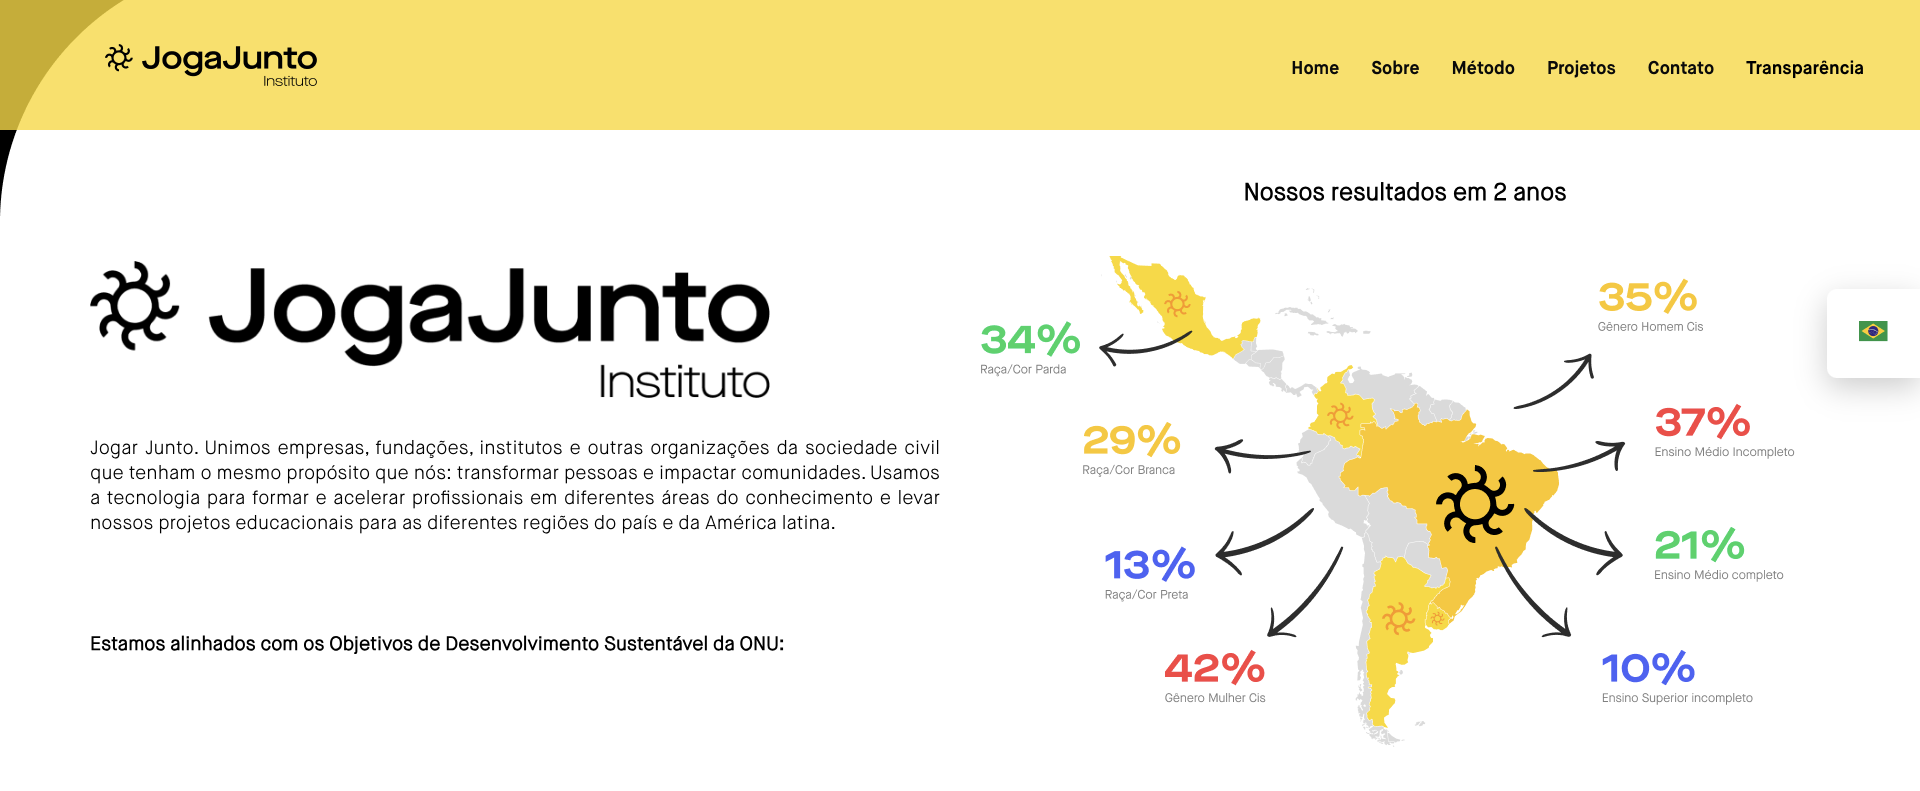 JogaJunto
Instituto
Home Sobre Método Projetos Contato Transparência
JogaJunto
Instituto
Jogar Junto. Unimos empresas, fundações, institutos e outras organizações da sociedade civil
que tenham o mesmo propósito que nós: transformar pessoas e impactar comunidades. Usamos
a tecnologia para formar e acelerar profissionais em diferentes áreas do conhecimento e levar
nossos projetos educacionais para as diferentes regiões do país e da América latina.
Estamos alinhados com os Objetivos de Desenvolvimento Sustentável da ONU:
Nossos resultados em 2 anos
34%
Raça/Cor Parda
29%
Raça/Cor Branca
13%
Raça/Cor Preta
42%
Gênero Mulher Cis
35%
Gênero Homem Cis
37%
Ensino Médio Incompleto
21%
Ensino Médio completo
10%
Ensino Superior incompleto